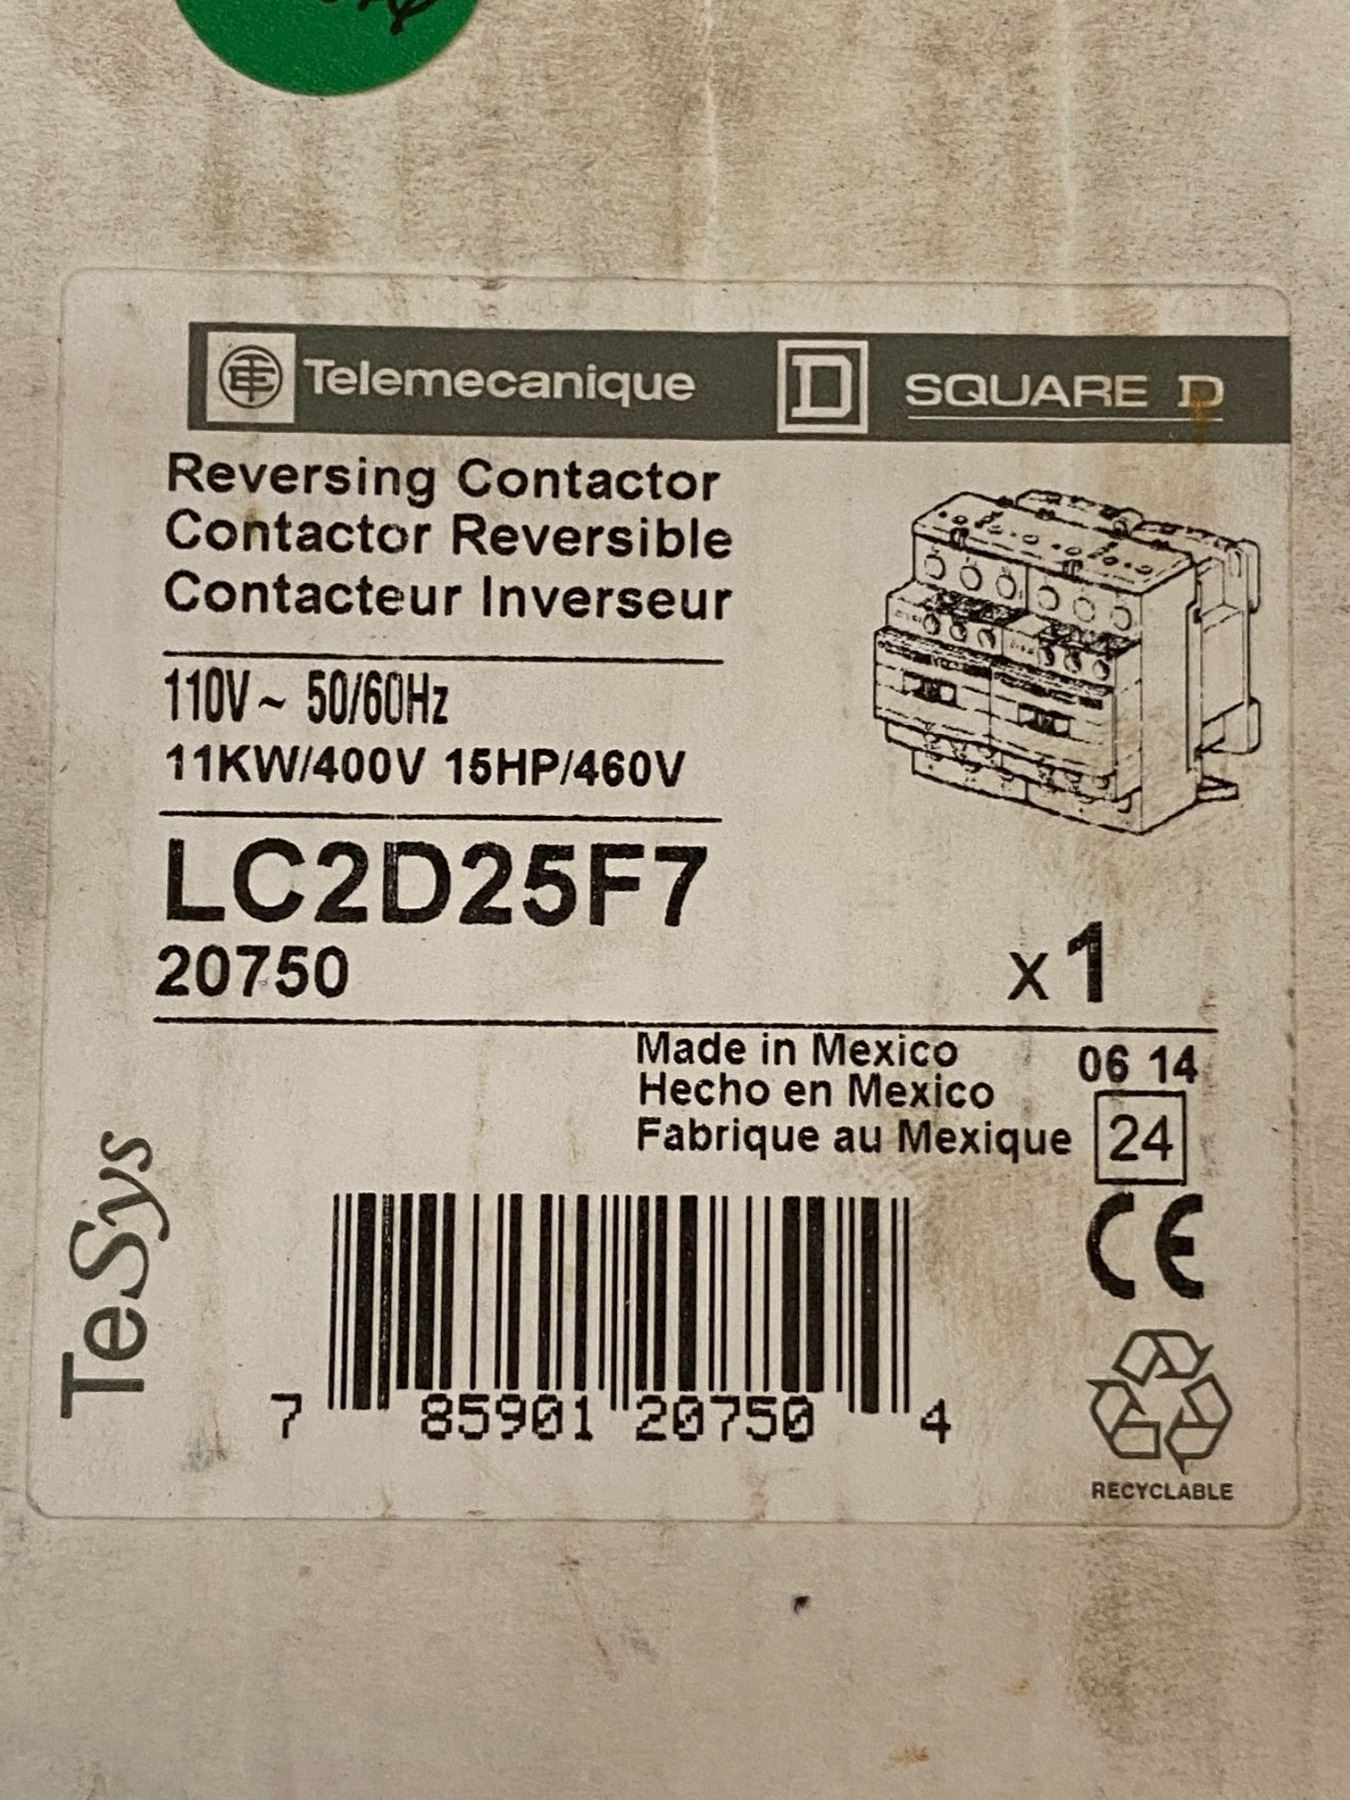 Telemecanique SQUARE D
Reversing Contactor
Contactor Reversible
Contacteur Inverseur
110V~ 50/60Hz
11KW/400V 15HP/460V
LC2D25F7
20750
x 1
Made in Mexico 06 14
Hecho en Mexico
Fabrique au Mexique 24
CE
TeSys
7 85901 20750 4
RECYCLABLE